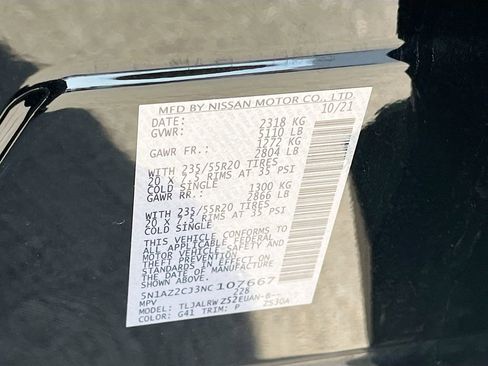 MFD BY NISSAN MOTOR CO., LTD.
DATE: 10/21
GVWR: 2318 KG
5110 LB
GAWR FR.: 1272 KG
2804 LB
WITH 235/55R20 TIRES
20 X 7.5 RIMS AT 35 PSI
COLD SINGLE
GAWR RR.: 1300 KG
2866 LB
WITH 235/55R20 TIRES
20 X 7.5 RIMS AT 35 PSI
COLD SINGLE
THIS VEHICLE CONFORMS TO
ALL APPLICABLE FEDERAL
MOTOR VEHICLE SAFETY AND
THEFT PREVENTION
STANDARDS IN EFFECT ON
THE DATE OF MANUFACTURE
5N1AZ2CJ3NC107667
MPV 228
MODEL: TLJALRW Z52EUAN-B--
COLOR: G41 TRIM: P ZS30A